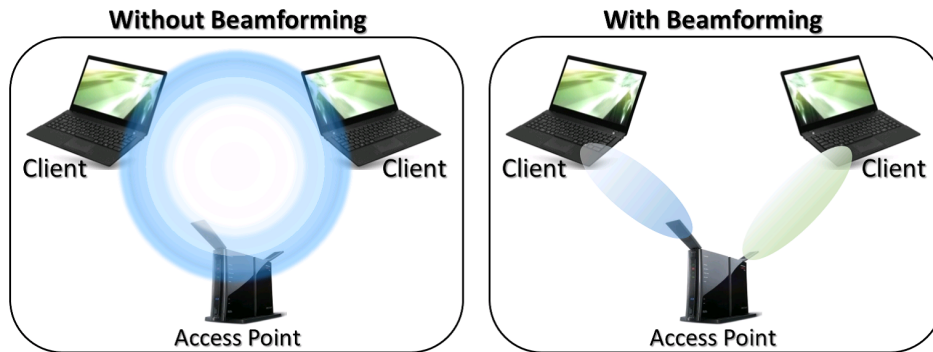 Without Beamforming
Client
Client
Access Point
With Beamforming
Client
Client
Access Point